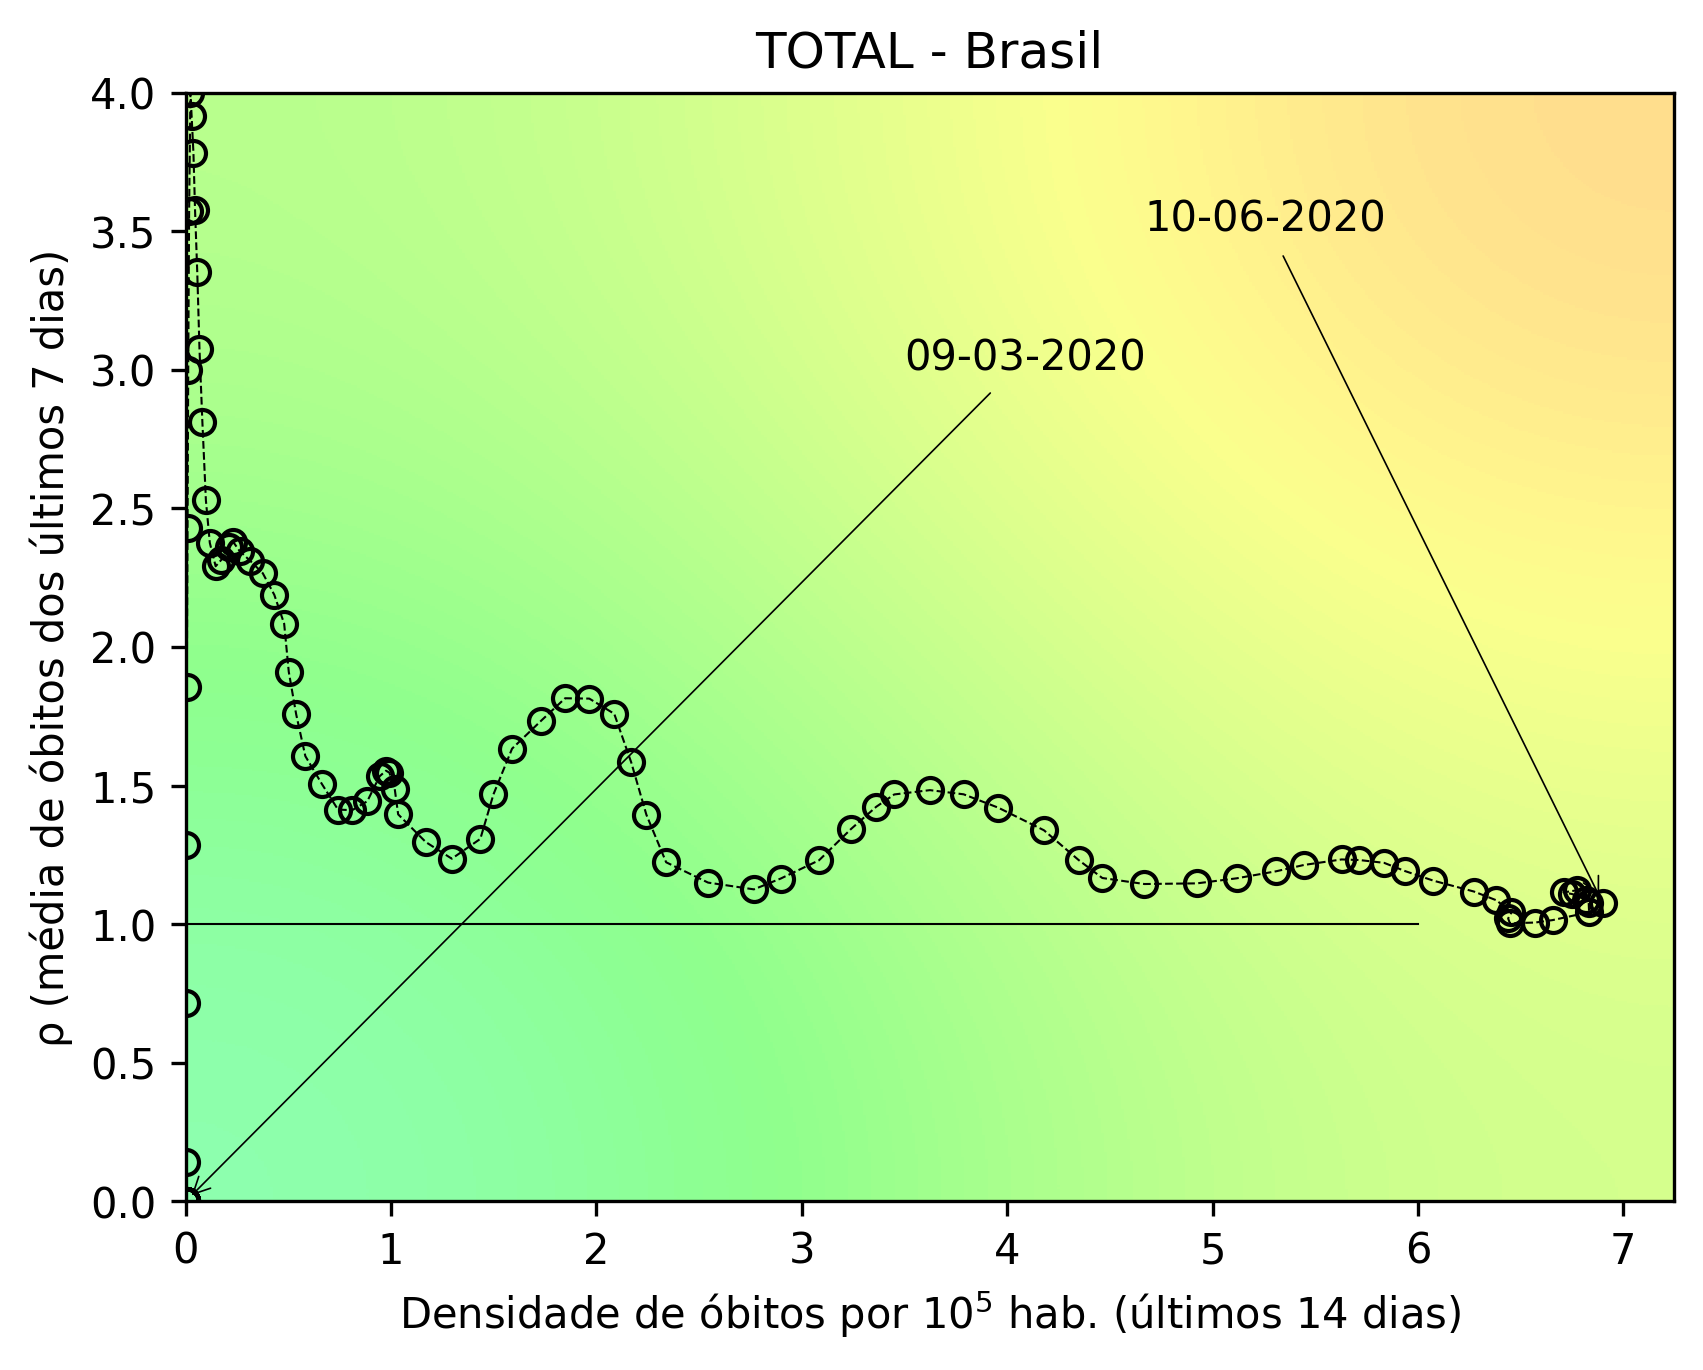 TOTAL - Brasil
4.0
3.5
3.0
2.5
2.0
1.5
1.0
0.5
0.0
ρ (média de óbitos dos últimos 7 dias)
10-06-2020
09-03-2020
0 1 2 3 4 5 6 7
Densidade de óbitos por 10⁵ hab. (últimos 14 dias)